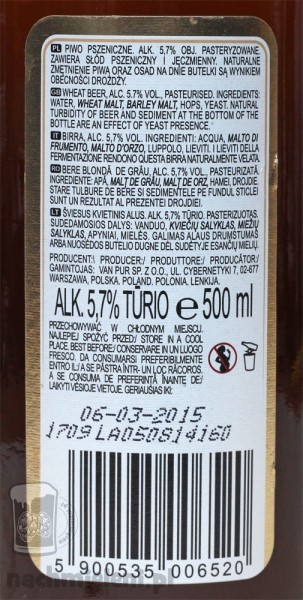 PL PIWO PSZENICZNE. ALK. 5,7% OBJ. PASTERYZOWANE.
ZAWIERA SŁÓD PSZENICZNY I JĘCZMIENNY. NATURALNE
ZMĘTNIENIE PIWA ORAZ OSAD NA DNIE BUTELKI SĄ WYNIKIEM
OBECNOŚCI DROŻDŻY.
GB WHEAT BEER, ALC. 5.7% VOL., PASTEURISED. INGREDIENTS:
WATER, WHEAT MALT, BARLEY MALT, HOPS, YEAST. NATURAL
TURBIDITY OF BEER AND SEDIMENT AT THE BOTTOM OF THE
BOTTLE ARE AN EFFECT OF YEAST PRESENCE.
IT BIRRA, ALC. 5,7% VOL. INGREDIENTI: ACQUA, MALTO DI
FRUMENTO, MALTO D'ORZO, LUPPOLO, LIEVITI. I LIEVITI DELLA
FERMENTAZIONE RENDONO QUESTA BIRRA NATURALMENTE VELATA.
RO BERE BLONDĂ DE GRÂU, ALC. 5,7% VOL., PASTEURIZATĂ.
INGREDIENTE: APĂ, MALȚ DE GRÂU, MALȚ DE ORZ, HAMEI, DROJDIE.
STARE TULBURE DE BERE SI SEDIMENTELE PE FUNDUL STICLEI
SUNT UN REZULTAT AL PREZENTEI DROJDIEI.
LT ŠVIESUS KVIETINIS ALUS. ALK. 5,7% TŪRIO. PASTERIZUOTAS.
SUDEDAMOSIOS DALYS: VANDUO, KVIEČIŲ SALYKLAS, MIEŽIŲ
SALYKLAS, APYNIAI, MIELĖS. GALIMAS ALAUS DRUMSTUMAS
ARBA NUOSĖDOS BUTELIO DUGNE DĖL SUDĖTYJE ESANČIŲ MIELIŲ.
PRODUCENT:\ PRODUCER:/ PRODUTTORE:/ PRODUCĂTOR:/
GAMINTOJAS: VAN PUR SP. Z O.O., UL. CYBERNETYKI 7, 02-677
WARSZAWA, POLSKA. POLAND. POLONIA. LENKIJA.
ALK. 5,7% TŪRIO ℮ 500 ml
PRZECHOWYWAĆ W CHŁODNYM MIEJSCU.
NAJLEPIEJ SPOŻYĆ PRZED:/ STORE IN A COOL
PLACE. BEST BEFORE:/ CONSERVARE IN UN LUOGO
FRESCO. DA CONSUMARSI PREFERIBILMENTE
ENTRO IL:/ A SE PĂSTRA ÎNTR- UN LOC RĂCOROS.
A SE CONSUMA DE PREFERINȚĂ ÎNAINTE DE:/
LAIKYTI VĖSIOJE VIETOJE. GERIAUSIAS IKI:
06-03-2015
1709 LA050814160
5 900535 006520
nachmieleni.pl